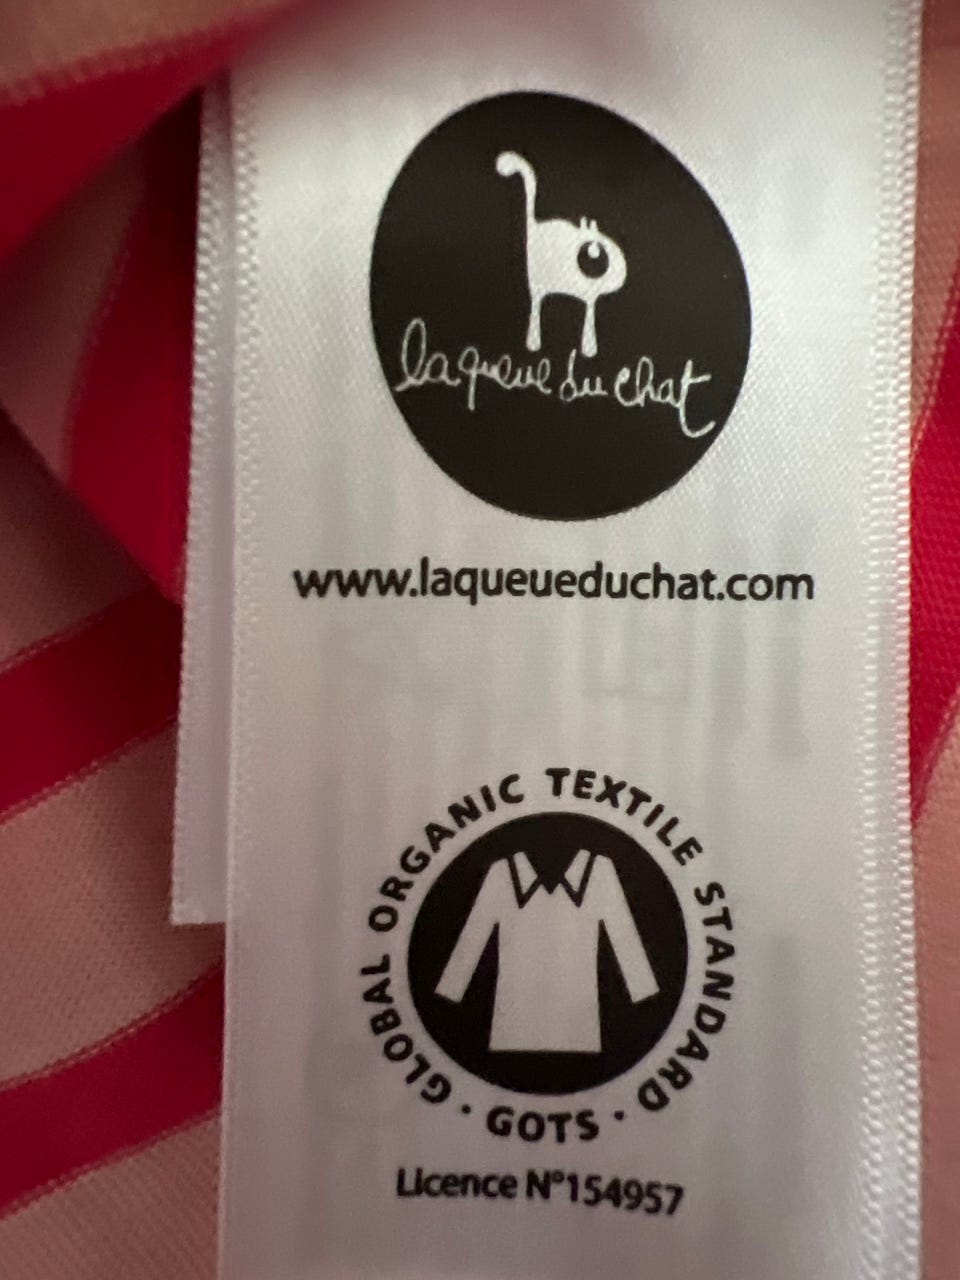 la queue du chat
www.laqueueduchat.com
GLOBAL ORGANIC TEXTILE STANDARD
· GOTS ·
Licence N°154957